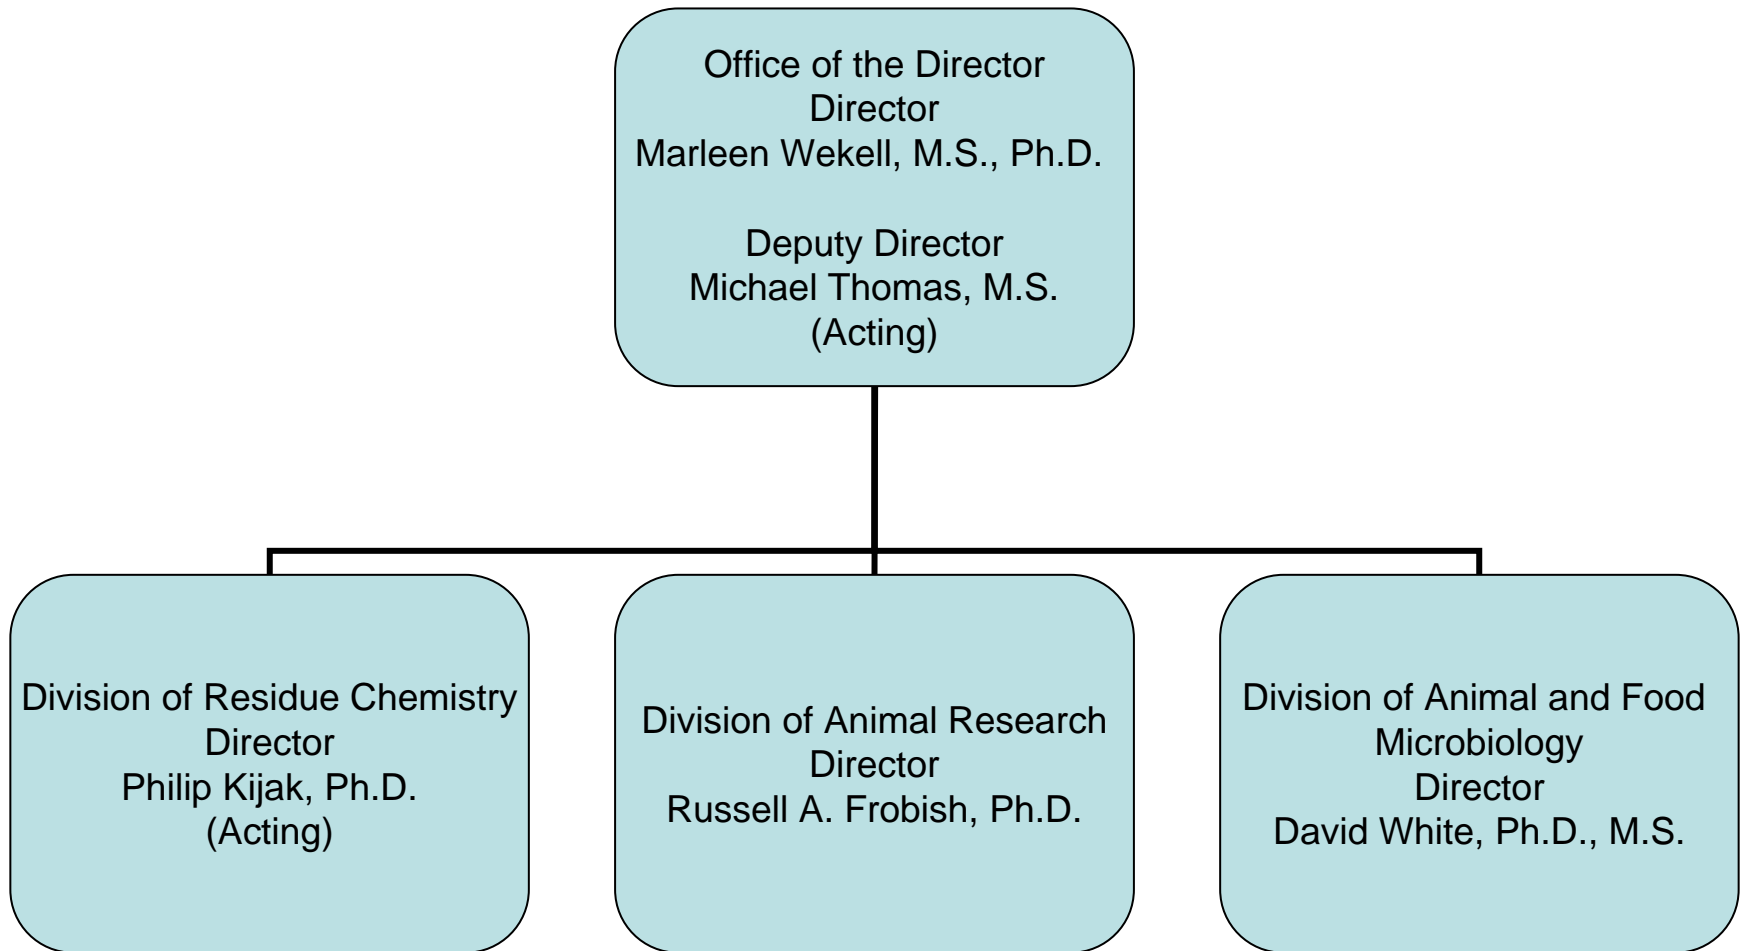 Office of the Director
Director
Marleen Wekell, M.S., Ph.D.
Deputy Director
Michael Thomas, M.S.
(Acting)
Division of Residue Chemistry
Director
Philip Kijak, Ph.D.
(Acting)
Division of Animal Research
Director
Russell A. Frobish, Ph.D.
Division of Animal and Food
Microbiology
Director
David White, Ph.D., M.S.